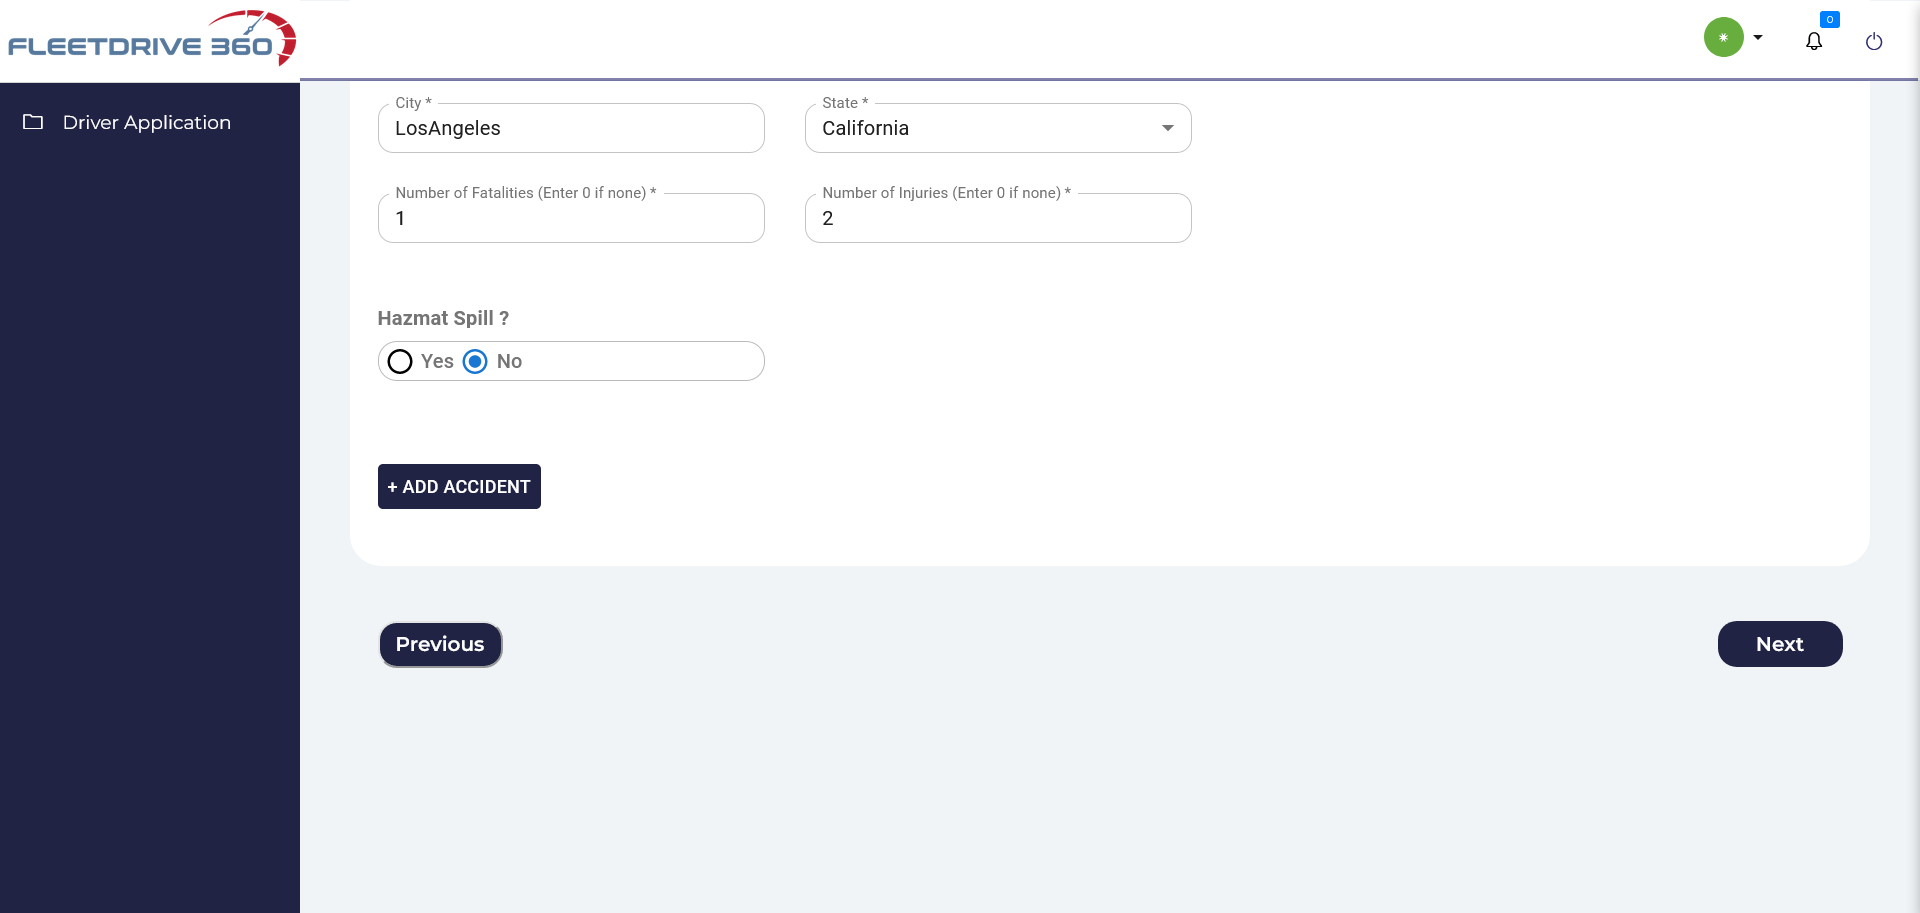 FLEETDRIVE 360
0
Driver Application
City *
LosAngeles
State *
California
Number of Fatalities (Enter 0 if none) *
1
Number of Injuries (Enter 0 if none) *
2
Hazmat Spill ?
Yes
No
+ ADD ACCIDENT
Previous
Next